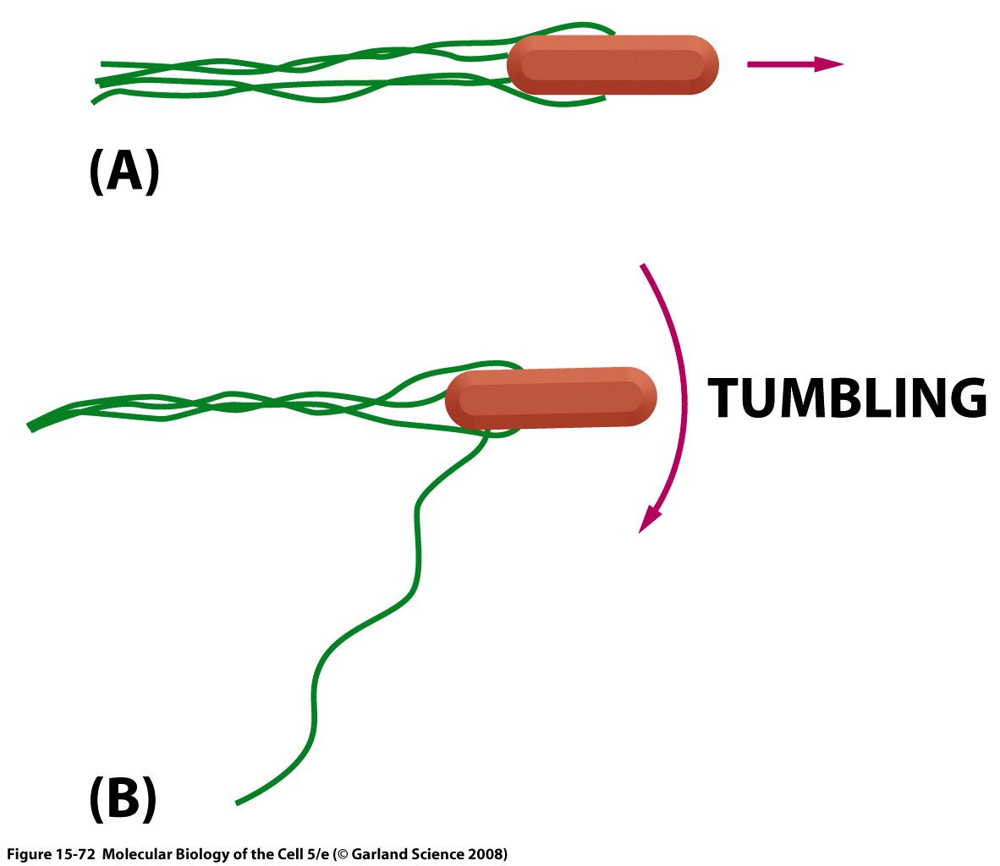 (A)
TUMBLING
(B)
Figure 15-72 Molecular Biology of the Cell 5/e (© Garland Science 2008)